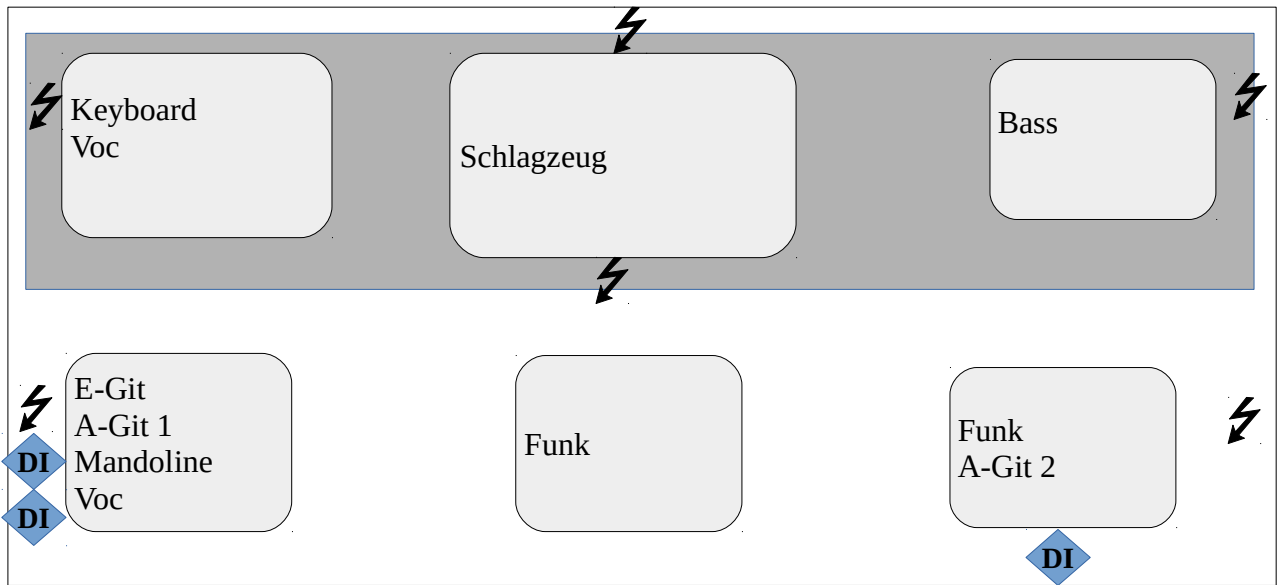 Keyboard
Voc
Schlagzeug
Bass
E-Git
A-Git 1
Mandoline
Voc
DI
DI
Funk
Funk
A-Git 2
DI